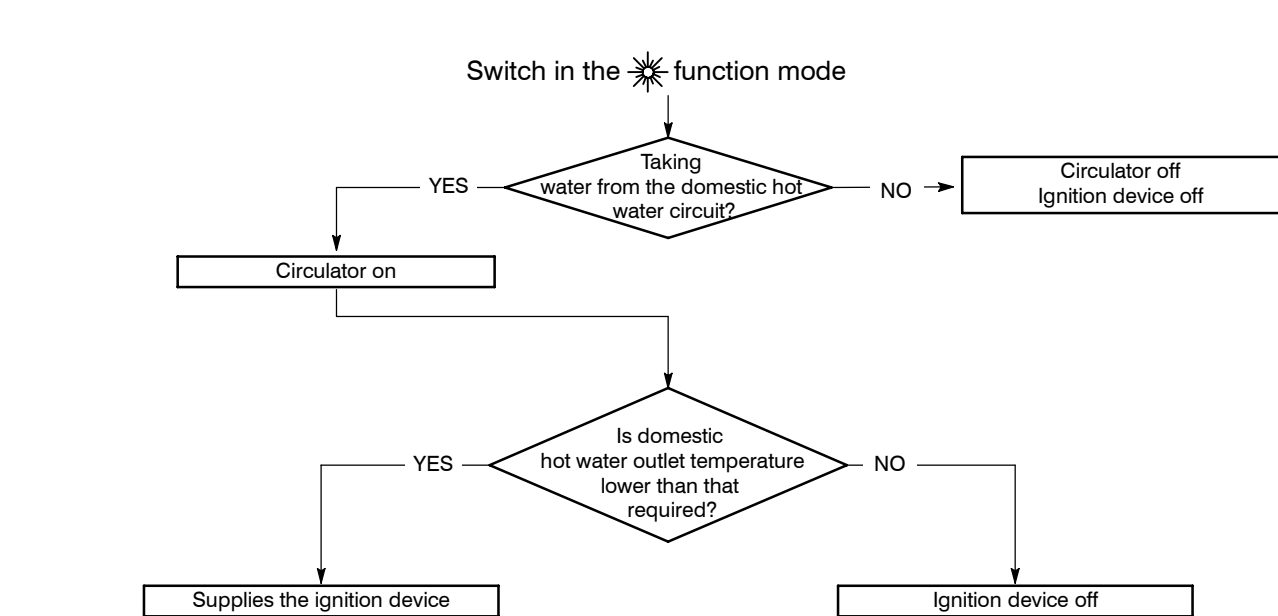 Switch in the function mode
Taking
water from the domestic hot
water circuit?
YES
NO
Circulator off
Ignition device off
Circulator on
Is domestic
hot water outlet temperature
lower than that
required?
YES
NO
Supplies the ignition device
Ignition device off